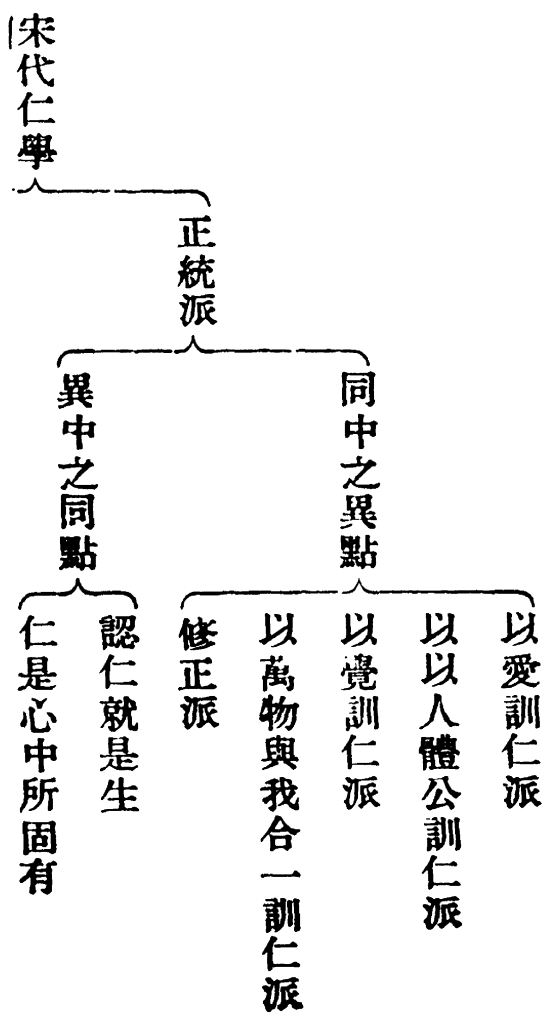 宋代仁學
正統派
同中之異點
以愛訓仁派
以以人體公訓仁派
以覺訓仁派
以萬物與我合一訓仁派
修正派
異中之同點
認仁就是生
仁是心中所固有